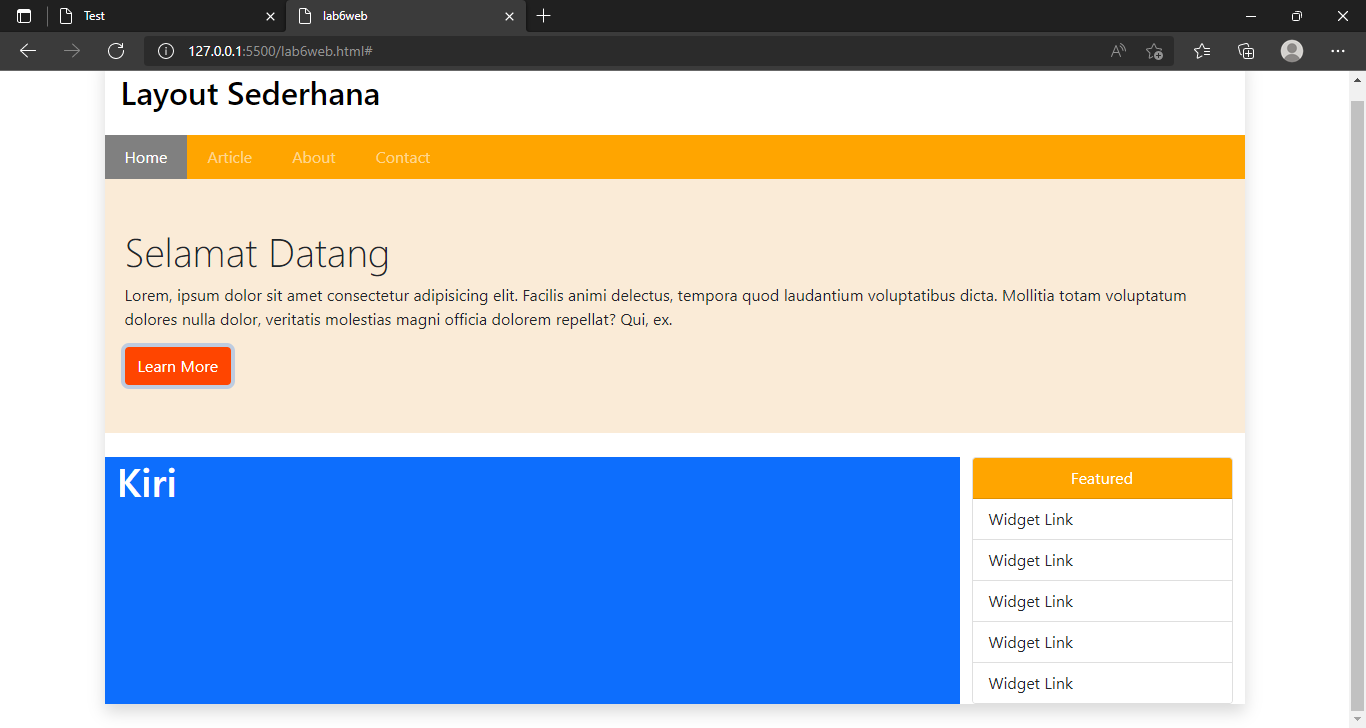 Test
lab6web
127.0.0.1:5500/lab6web.html#
Layout Sederhana
Home Article About Contact
Selamat Datang
Lorem, ipsum dolor sit amet consectetur adipisicing elit. Facilis animi delectus, tempora quod laudantium voluptatibus dicta. Mollitia totam voluptatum
dolores nulla dolor, veritatis molestias magni officia dolorem repellat? Qui, ex.
Learn More
Kiri
Featured
Widget Link
Widget Link
Widget Link
Widget Link
Widget Link